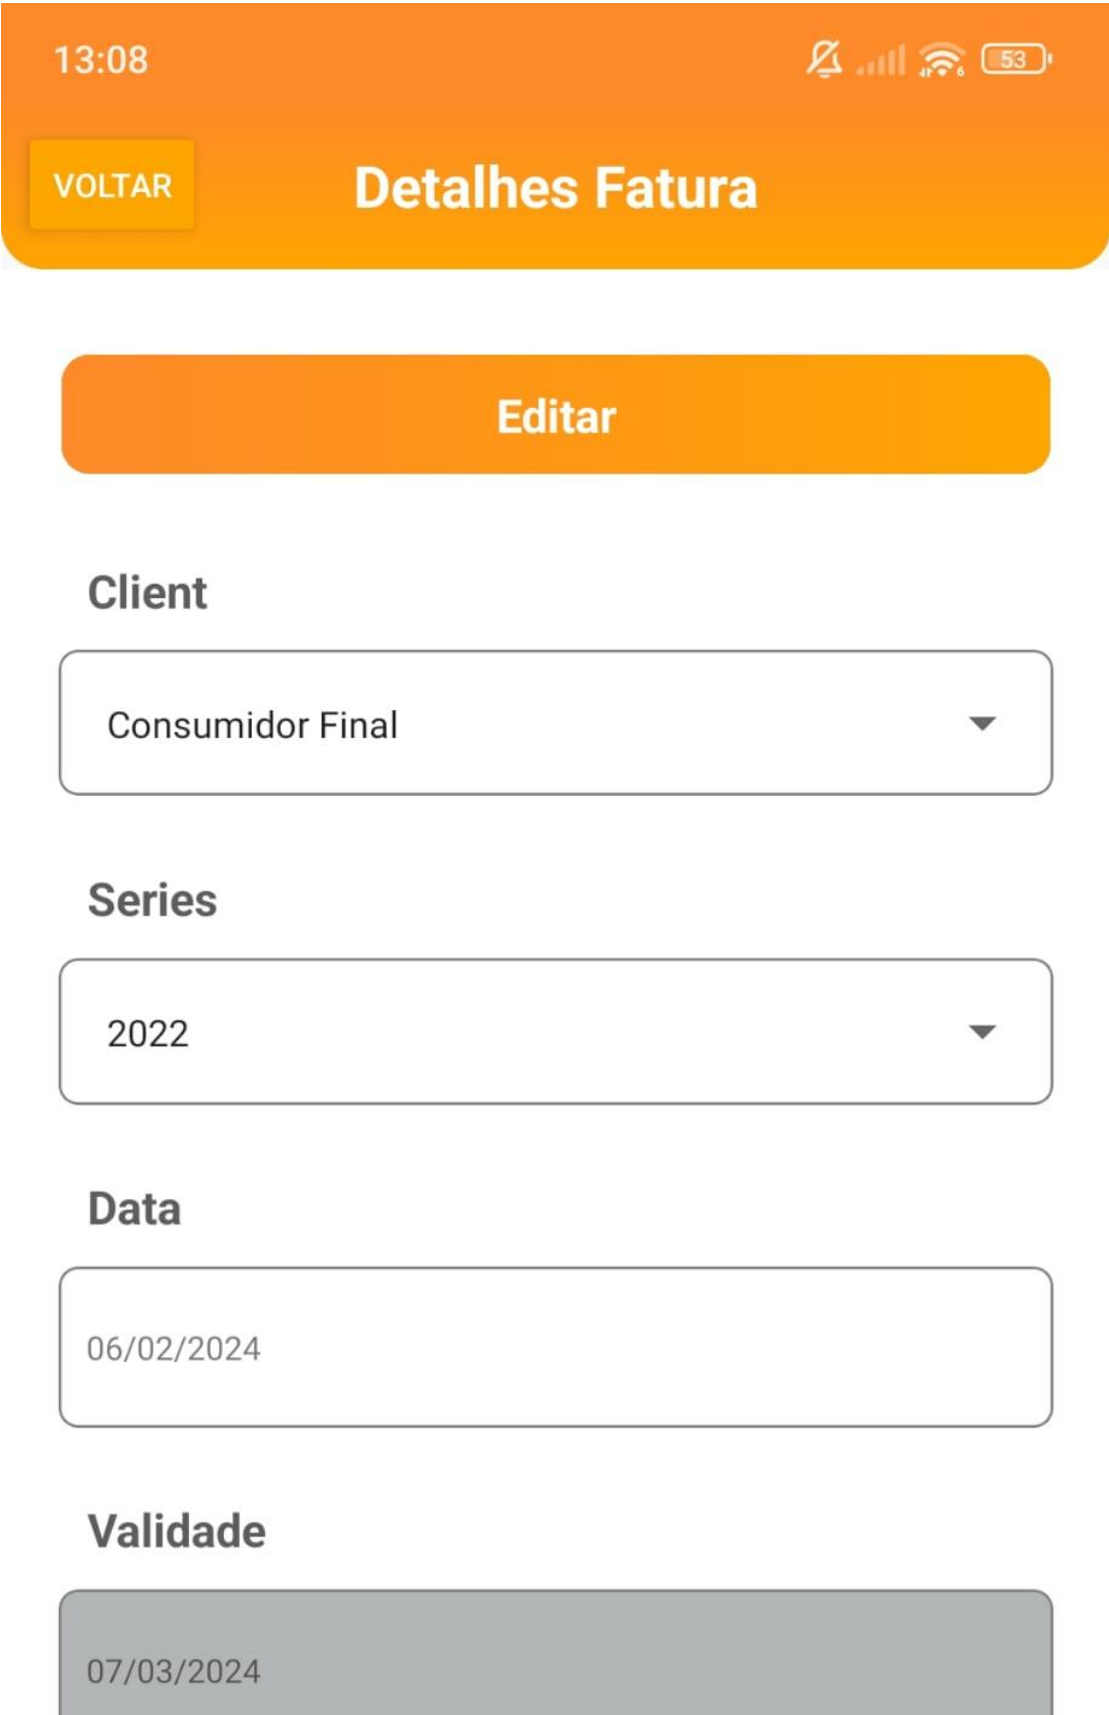 13:08
53
VOLTAR
Detalhes Fatura
Editar
Client
Consumidor Final
Series
2022
Data
06/02/2024
Validade
07/03/2024